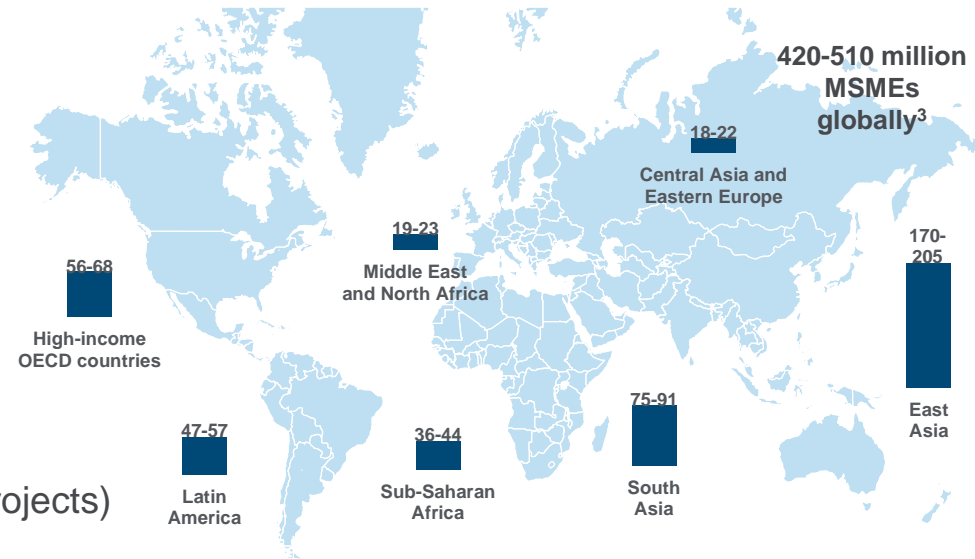 420-510 million
MSMEs
globally3
18-22
Central Asia and
Eastern Europe
19-23
Middle East
and North Africa
56-68
High-income
OECD countries
170-
205
East
Asia
75-91
South
Asia
36-44
Sub-Saharan
Africa
47-57
Latin
America
rojects)